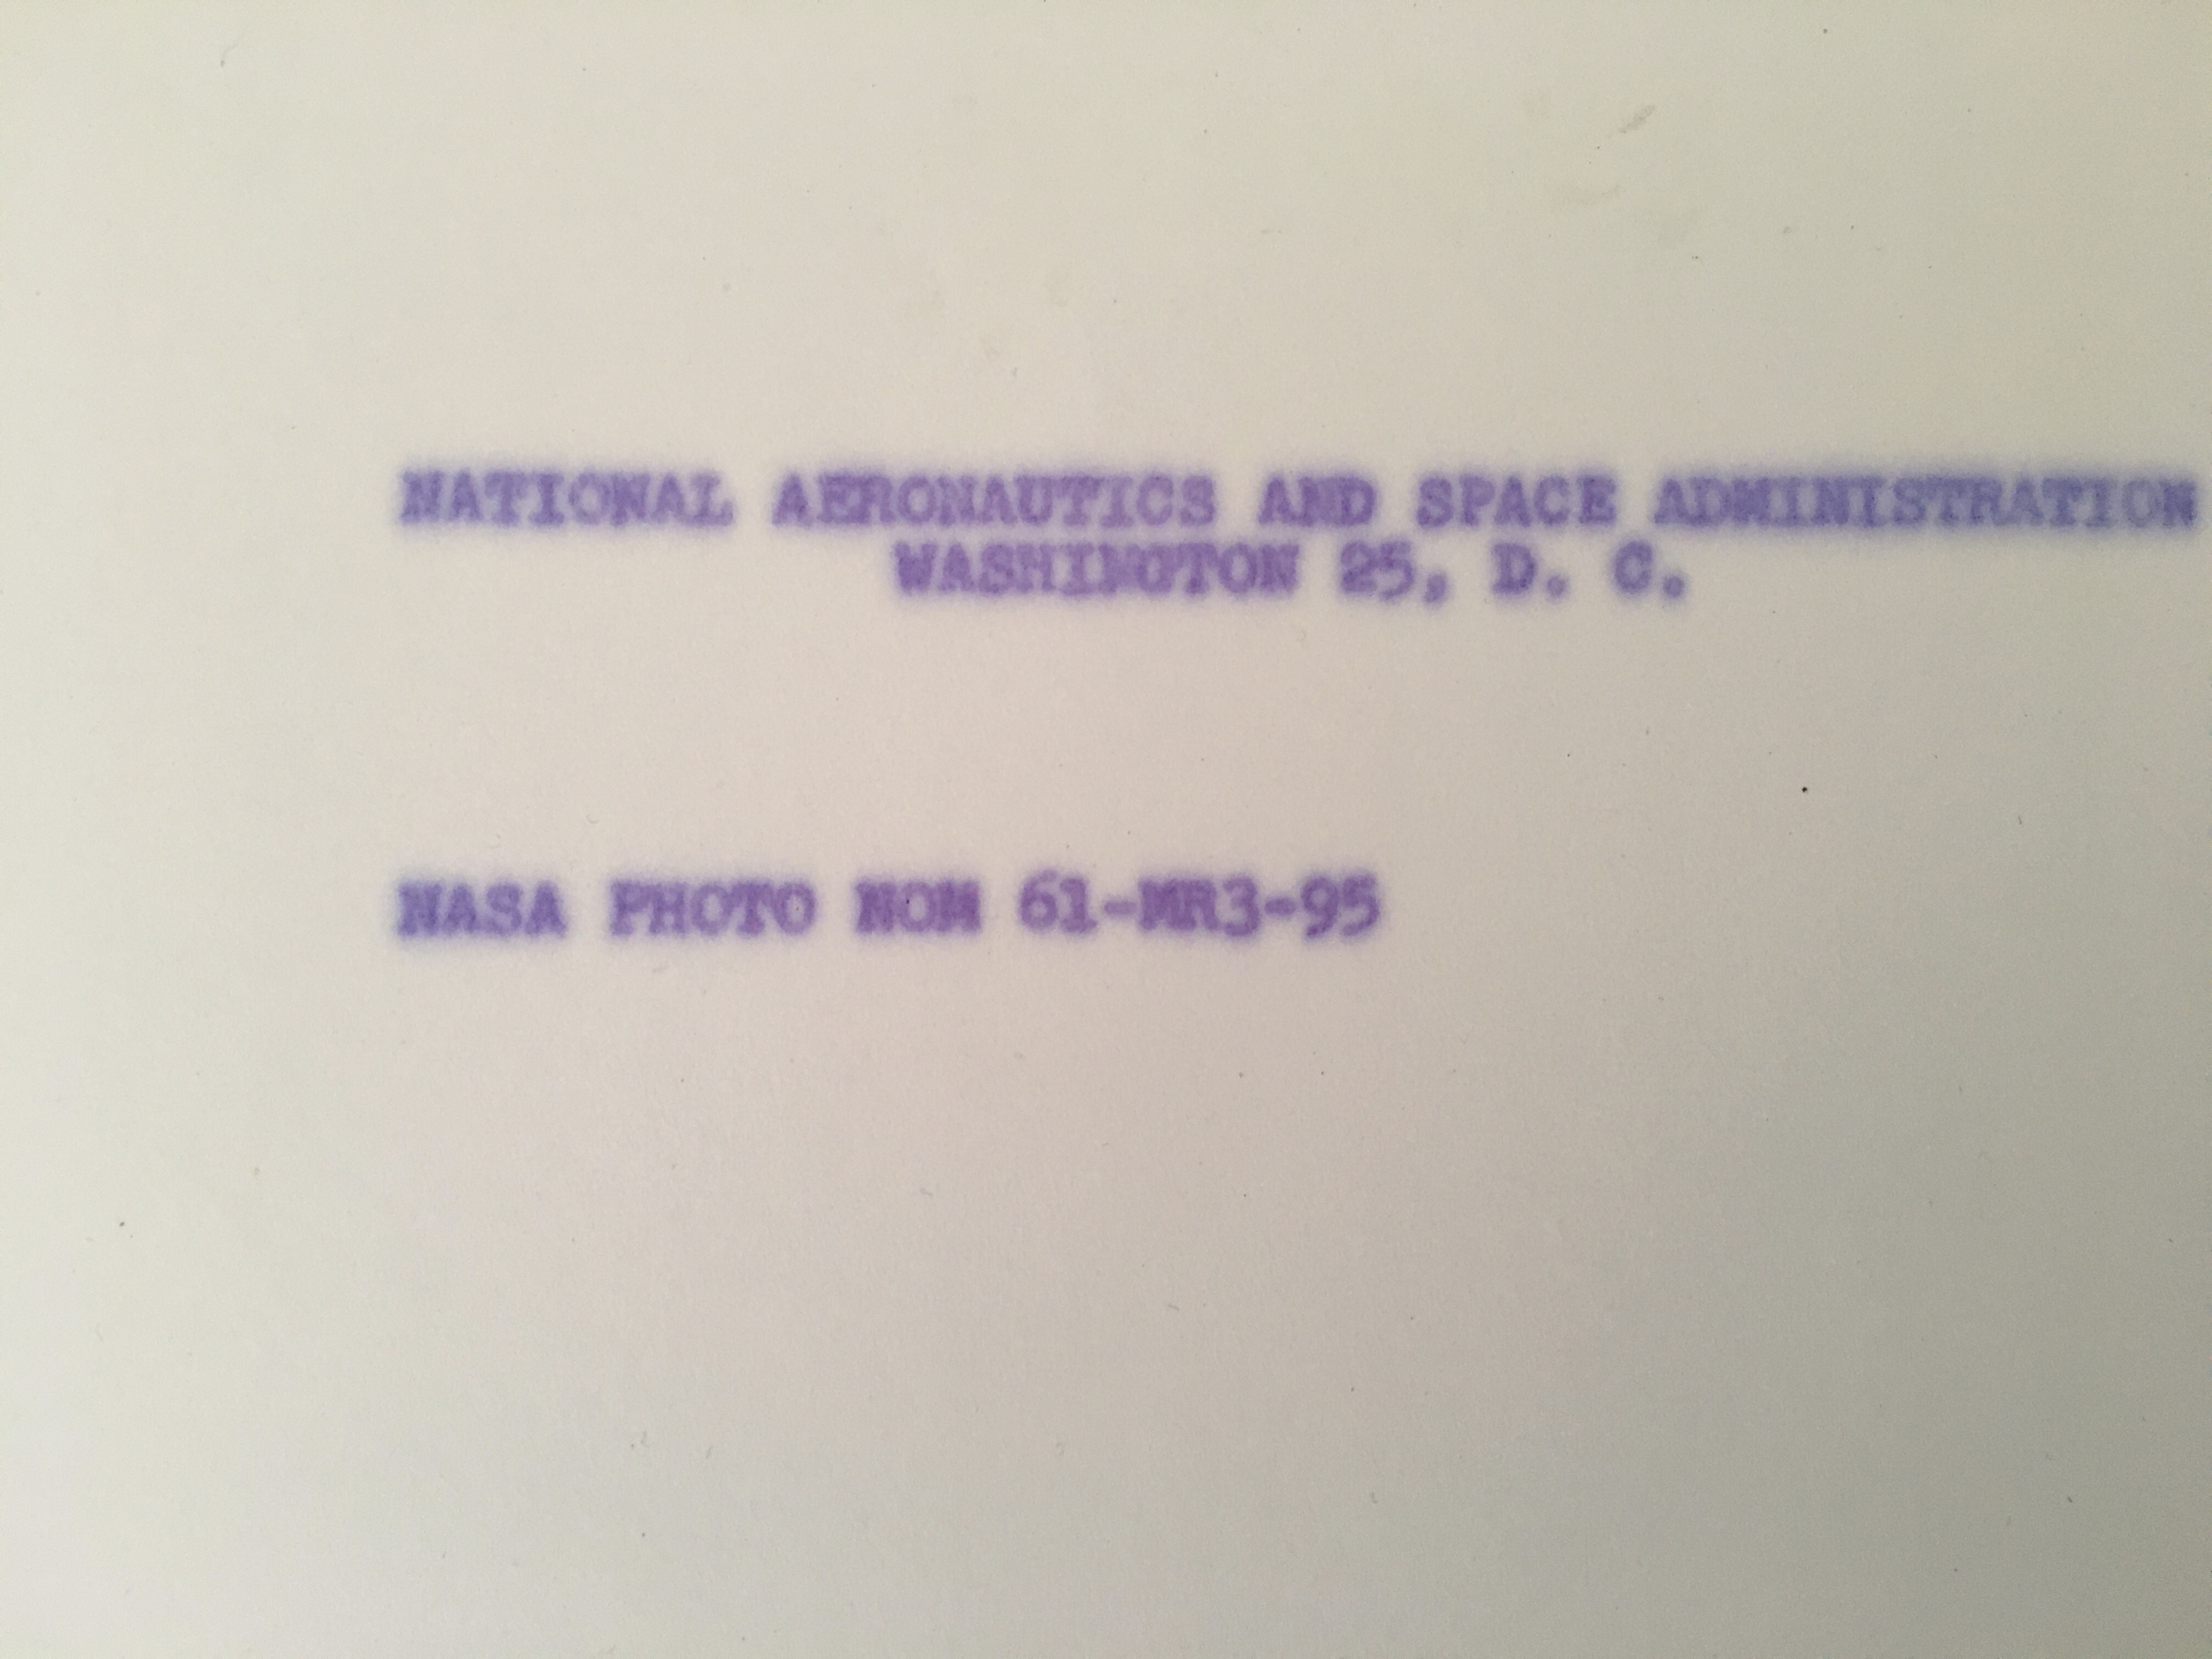 NATIONAL AERONAUTICS AND SPACE ADMINISTRATION
WASHINGTON 25, D. C.
NASA PHOTO NOM 61-MR3-95